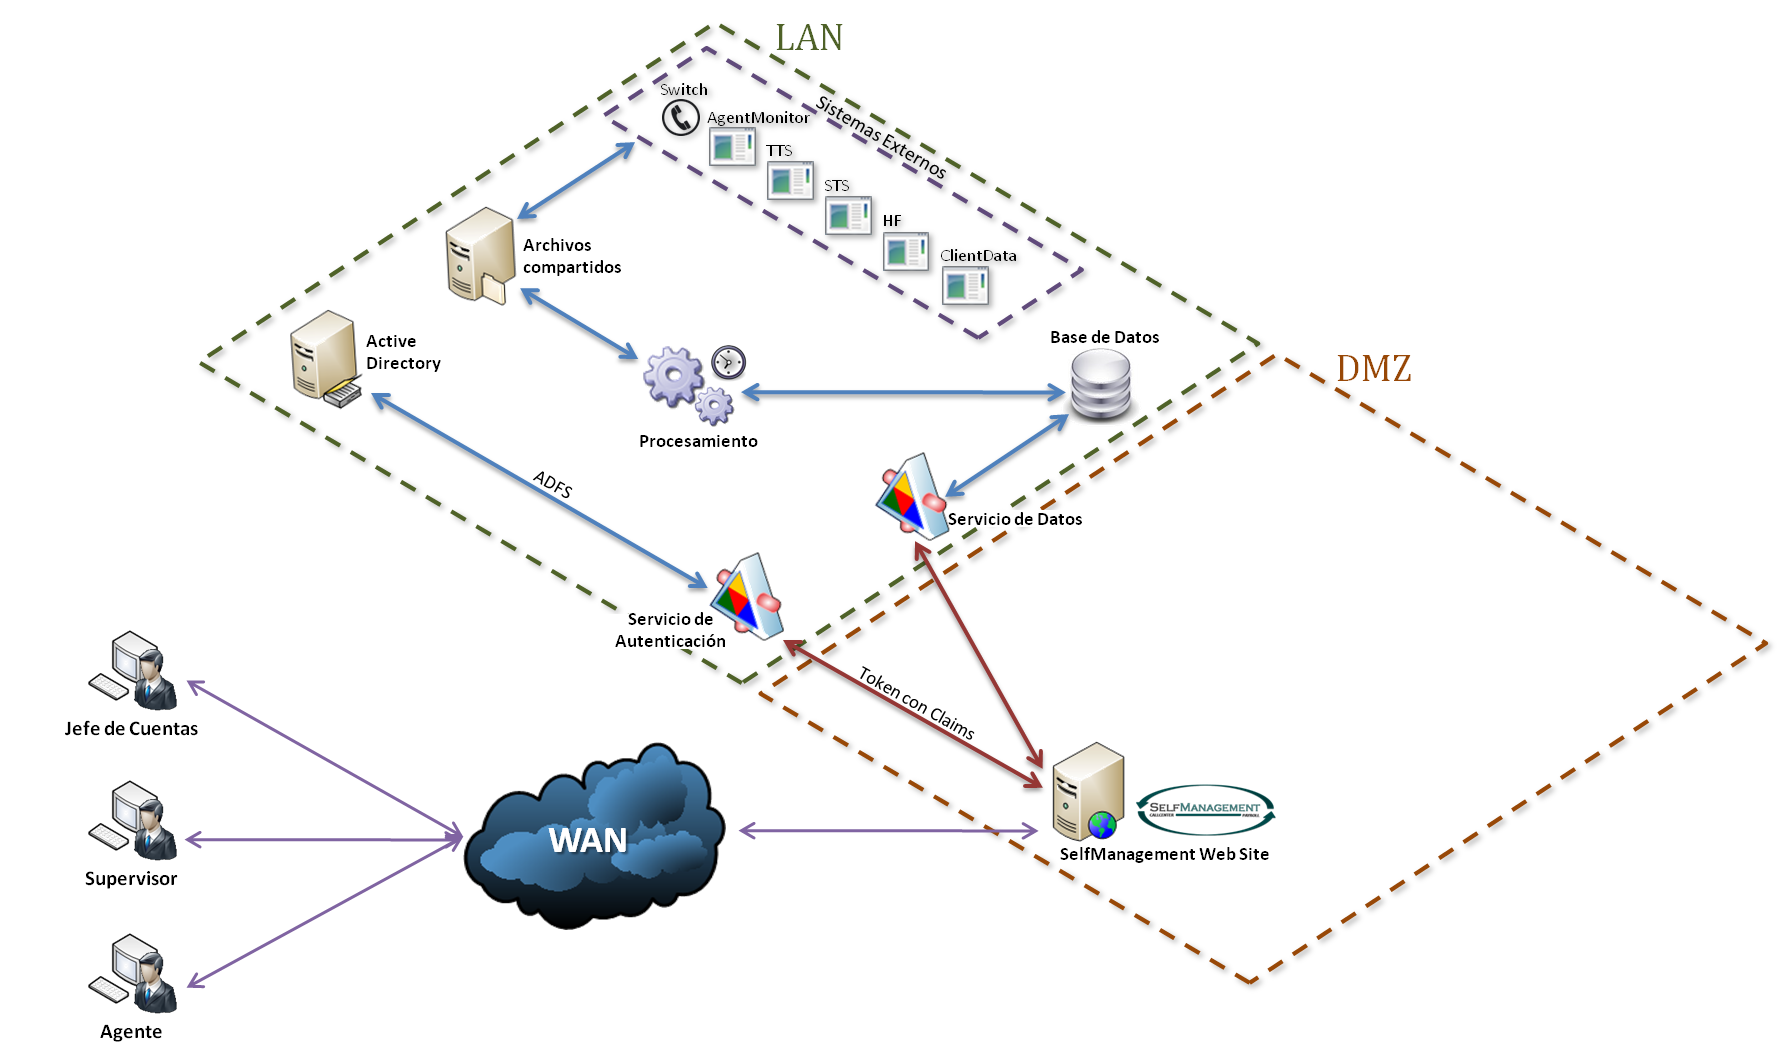 LAN
Switch
AgentMonitor
Sistemas Externos
TTS
STS
HF
ClientData
Archivos
compartidos
Active
Directory
Base de Datos
DMZ
Procesamiento
ADFS
Servicio de Datos
Servicio de
Autenticación
Token con Claims
Jefe de Cuentas
WAN
SELFMANAGEMENT
CALLCENTER PAYROLL
SelfManagement Web Site
Supervisor
Agente